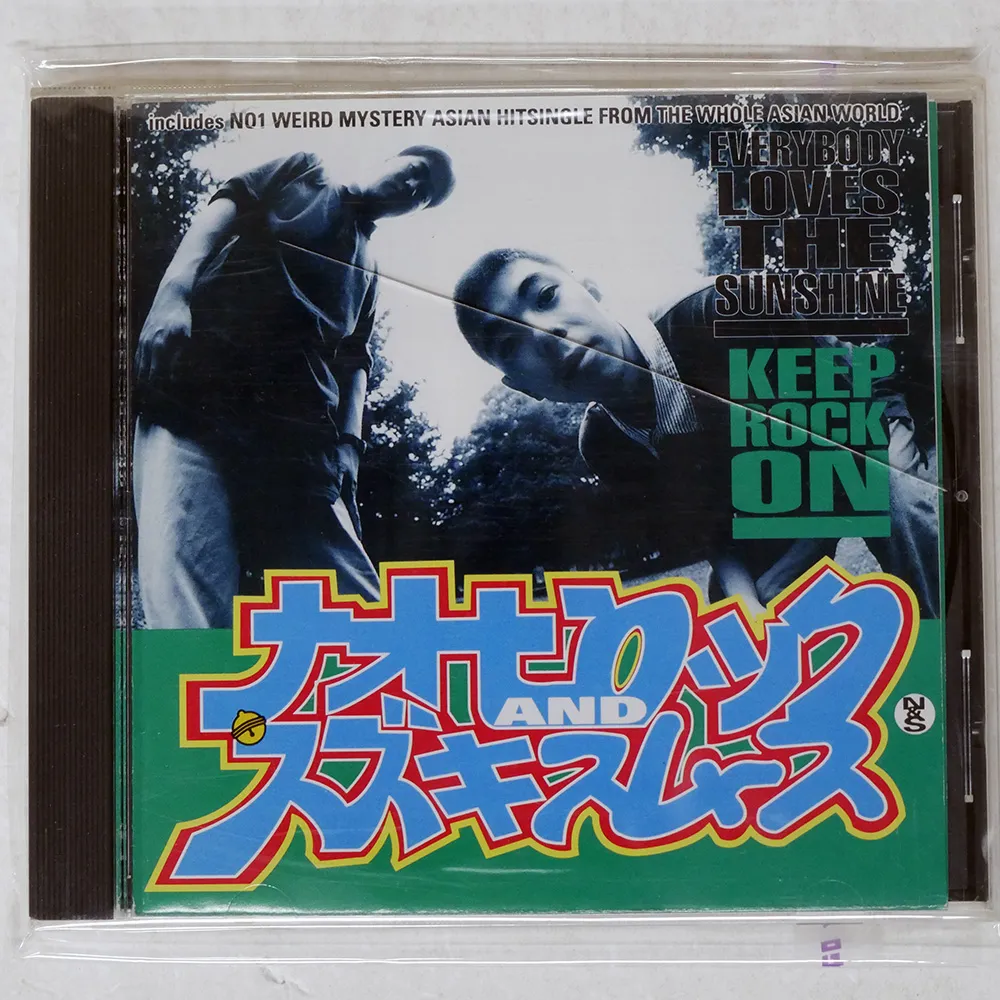 includes NO1 WEIRD MYSTERY ASIAN HITSINGLE FROM THE WHOLE ASIAN WORLD
EVERYBODY
LOVES
THE
SUNSHINE
KEEP
ROCK
ON
ナオヒロック
AND
スズキスムース
N&S